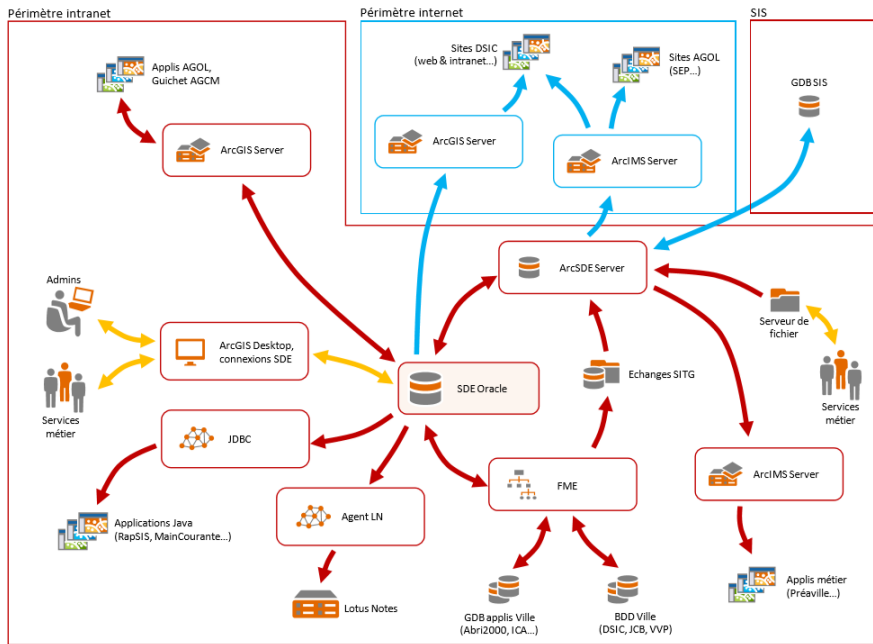 Périmètre intranet
Périmètre internet
SIS
Applis AGOL,
Guichet AGCM
Sites DSIC
(web & intranet...)
Sites AGOL
(SEP...)
GDB SIS
ArcGIS Server
ArcGIS Server
ArcIMS Server
ArcSDE Server
Admins
Serveur de
fichier
ArcGIS Desktop,
connexions SDE
SDE Oracle
Echanges SITG
Services
métier
Services
métier
JDBC
FME
ArcIMS Server
Agent LN
Applications Java
(RapSIS, MainCourante...)
Applis métier
(Préaville...)
Lotus Notes
GDB applis Ville
(Abri2000, ICA...)
BDD Ville
(DSIC, JCB, VVP)